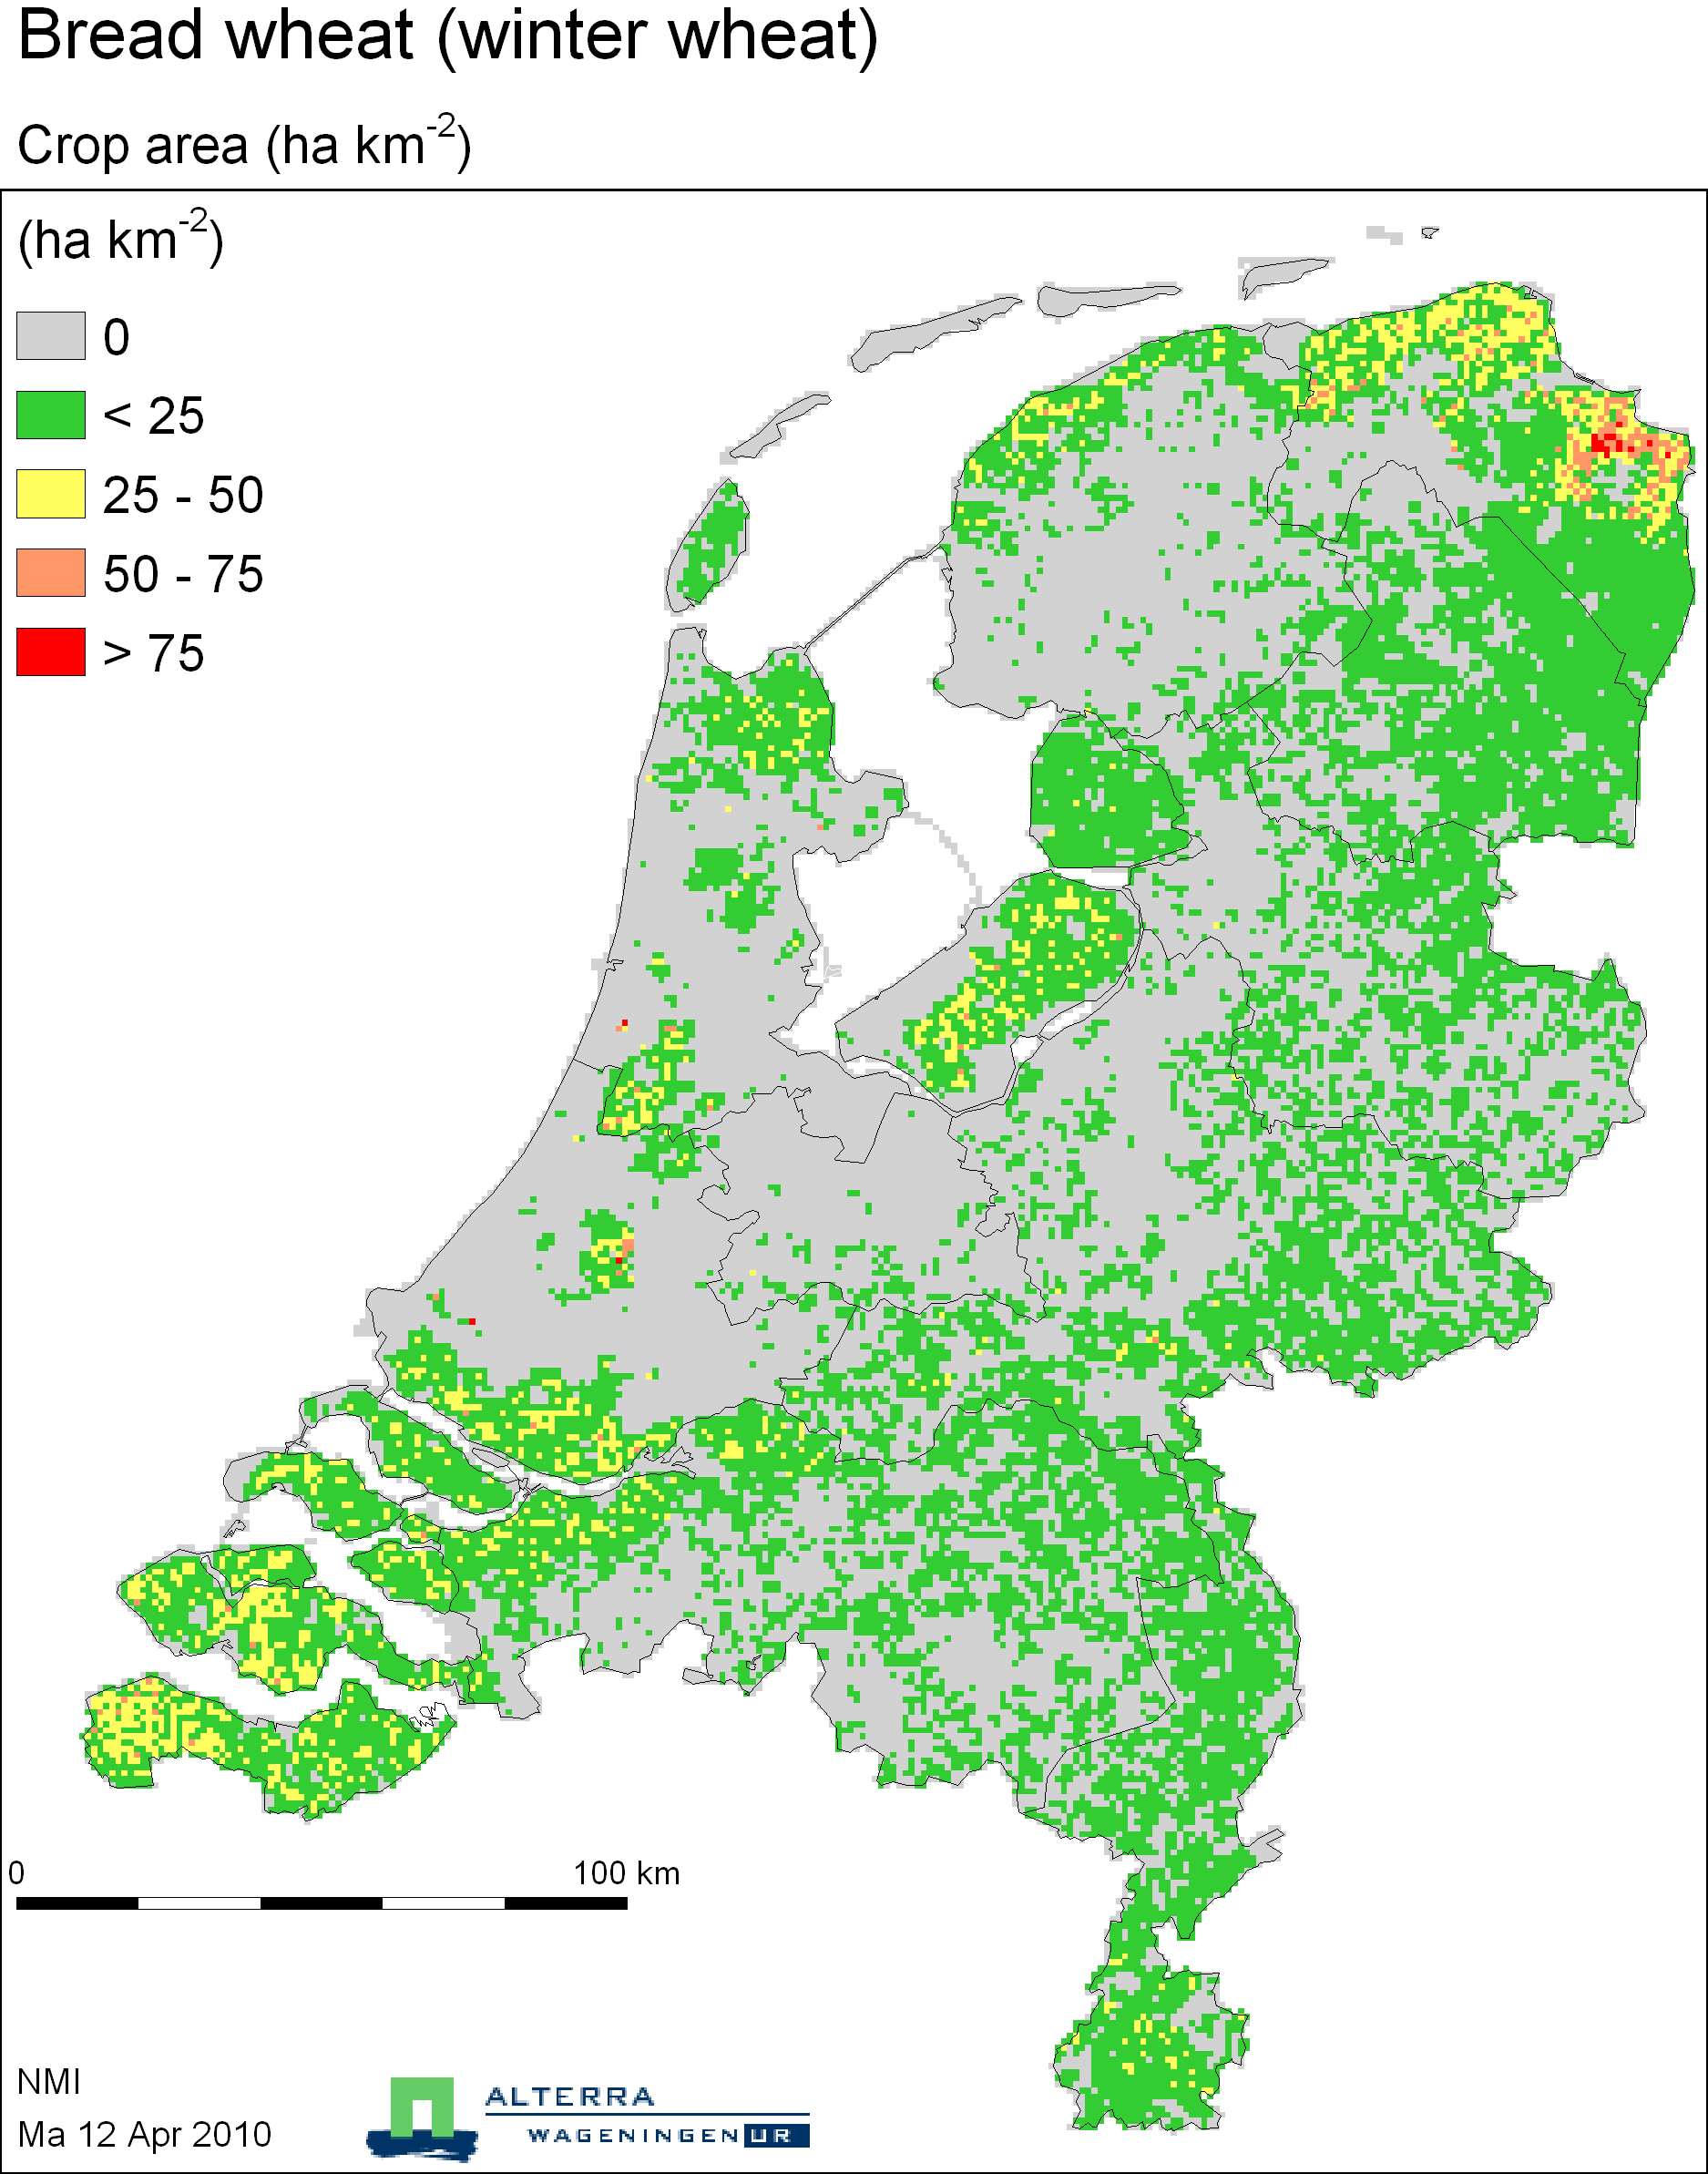 Bread wheat (winter wheat)
Crop area (ha km-2)
(ha km-2)
0
< 25
25 - 50
50 - 75
> 75
0 100 km
NMI
Ma 12 Apr 2010
ALTERRA
WAGENINGEN UR